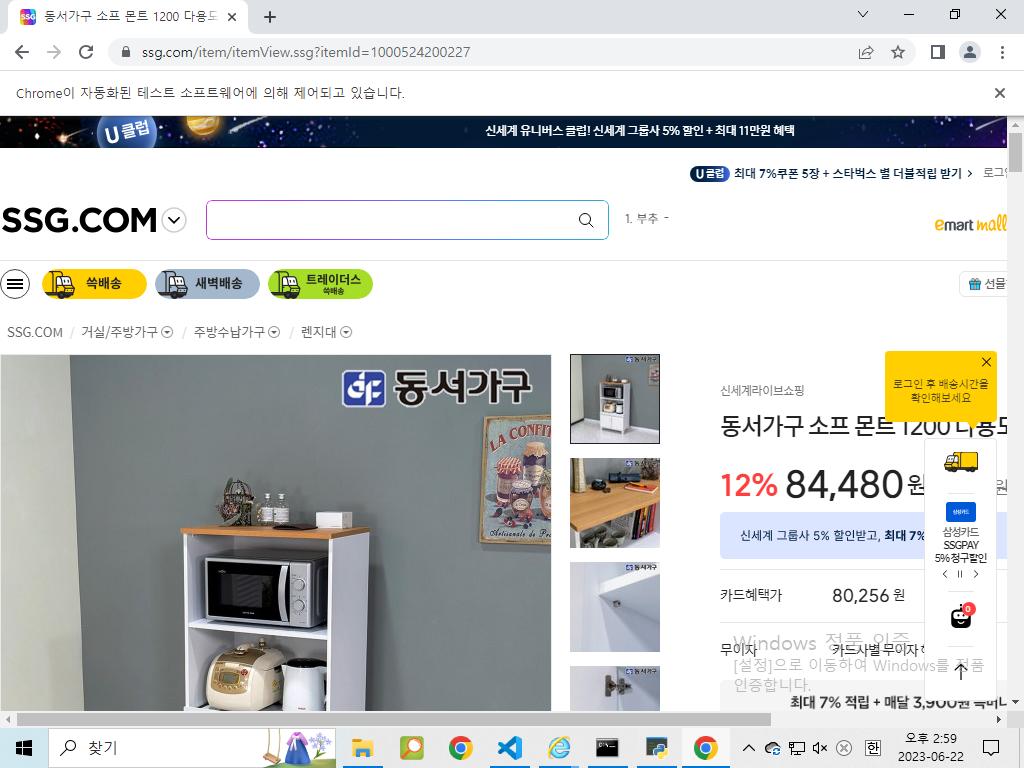 동서가구 소프 몬트 1200 다용도
ssg.com/item/itemView.ssg?itemId=1000524200227
Chrome이 자동화된 테스트 소프트웨어에 의해 제어되고 있습니다.
U 클럽
신세계 유니버스 클럽! 신세계 그룹사 5% 할인 + 최대 11만원 혜택
U 클럽 최대 7%쿠폰 5장 + 스타벅스 별 더블적립 받기 >
SSG.COM
1. 부추 -
emart mall
쓱배송
새벽배송
트레이더스
쓱배송
선물
SSG.COM / 거실/주방가구 / 주방수납가구 / 렌지대
동서가구
LA CONFIT
신세계라이브쇼핑
로그인 후 배송시간을
확인해보세요
동서가구 소프 몬트 1200 다용도
12% 84,480원
원
신세계 그룹사 5% 할인받고, 최대 7%
삼성카드
삼성카드
SSGPAY
5% 청구할인
카드혜택가 80,256 원
0
무이자 카드사별 무이자
Windows 정품 인증
[설정]으로 이동하여 Windows를 정품
인증합니다.
최대 7% 적립 + 매달 3,900원
찾기
한
오후 2:59
2023-06-22